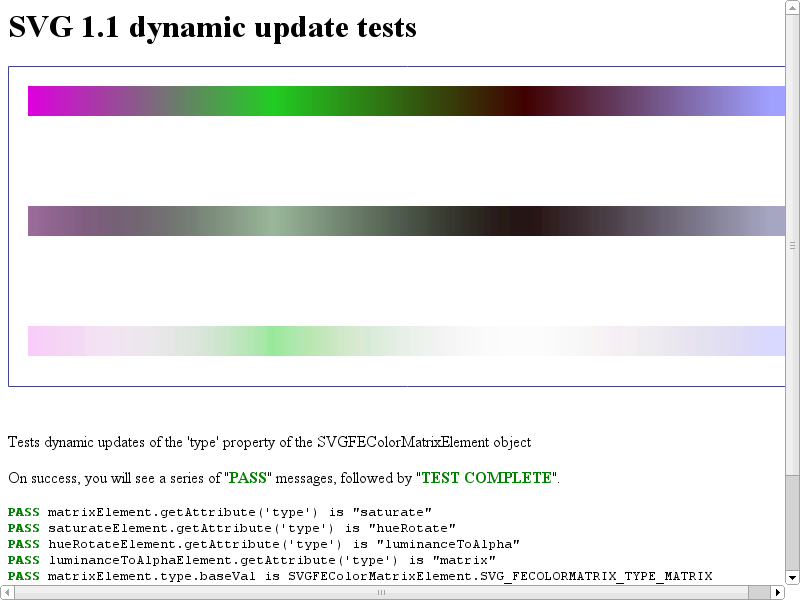 SVG 1.1 dynamic update tests
Tests dynamic updates of the 'type' property of the SVGFEColorMatrixElement object
On success, you will see a series of "PASS" messages, followed by "TEST COMPLETE".
PASS matrixElement.getAttribute('type') is "saturate"
PASS saturateElement.getAttribute('type') is "hueRotate"
PASS hueRotateElement.getAttribute('type') is "luminanceToAlpha"
PASS luminanceToAlphaElement.getAttribute('type') is "matrix"
PASS matrixElement.type.baseVal is SVGFEColorMatrixElement.SVG_FECOLORMATRIX_TYPE_MATRIX